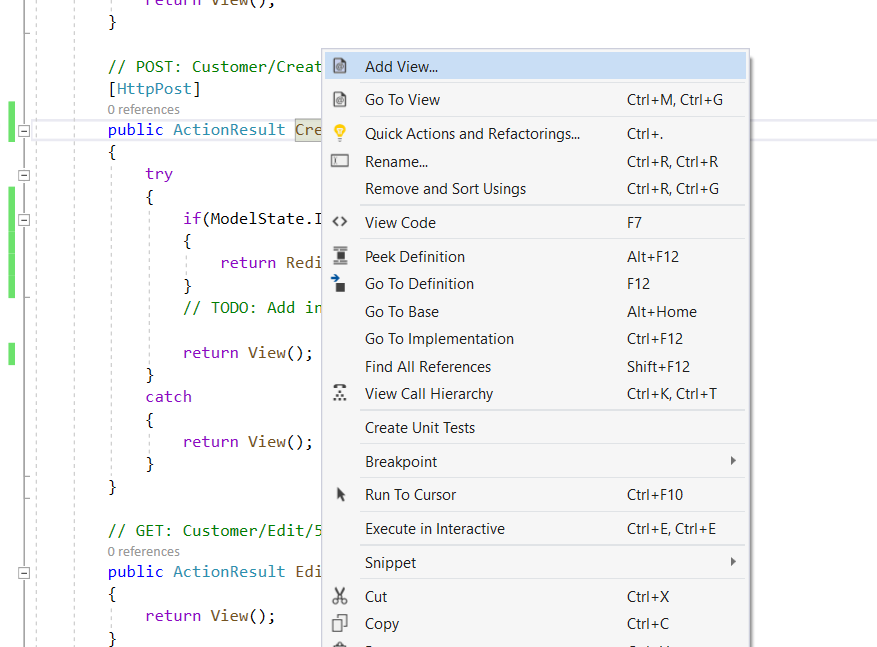 return View();
}
// POST: Customer/Creat
[HttpPost]
0 references
public ActionResult Cre
{
try
{
if(ModelState.I
{
return Redi
}
// TODO: Add in
return View();
}
catch
{
return View();
}
}
// GET: Customer/Edit/5
0 references
public ActionResult Edi
{
return View();
}
Add View...
Go To View Ctrl+M, Ctrl+G
Quick Actions and Refactorings... Ctrl+.
Rename... Ctrl+R, Ctrl+R
Remove and Sort Usings Ctrl+R, Ctrl+G
View Code F7
Peek Definition Alt+F12
Go To Definition F12
Go To Base Alt+Home
Go To Implementation Ctrl+F12
Find All References Shift+F12
View Call Hierarchy Ctrl+K, Ctrl+T
Create Unit Tests
Breakpoint
Run To Cursor Ctrl+F10
Execute in Interactive Ctrl+E, Ctrl+E
Snippet
Cut Ctrl+X
Copy Ctrl+C